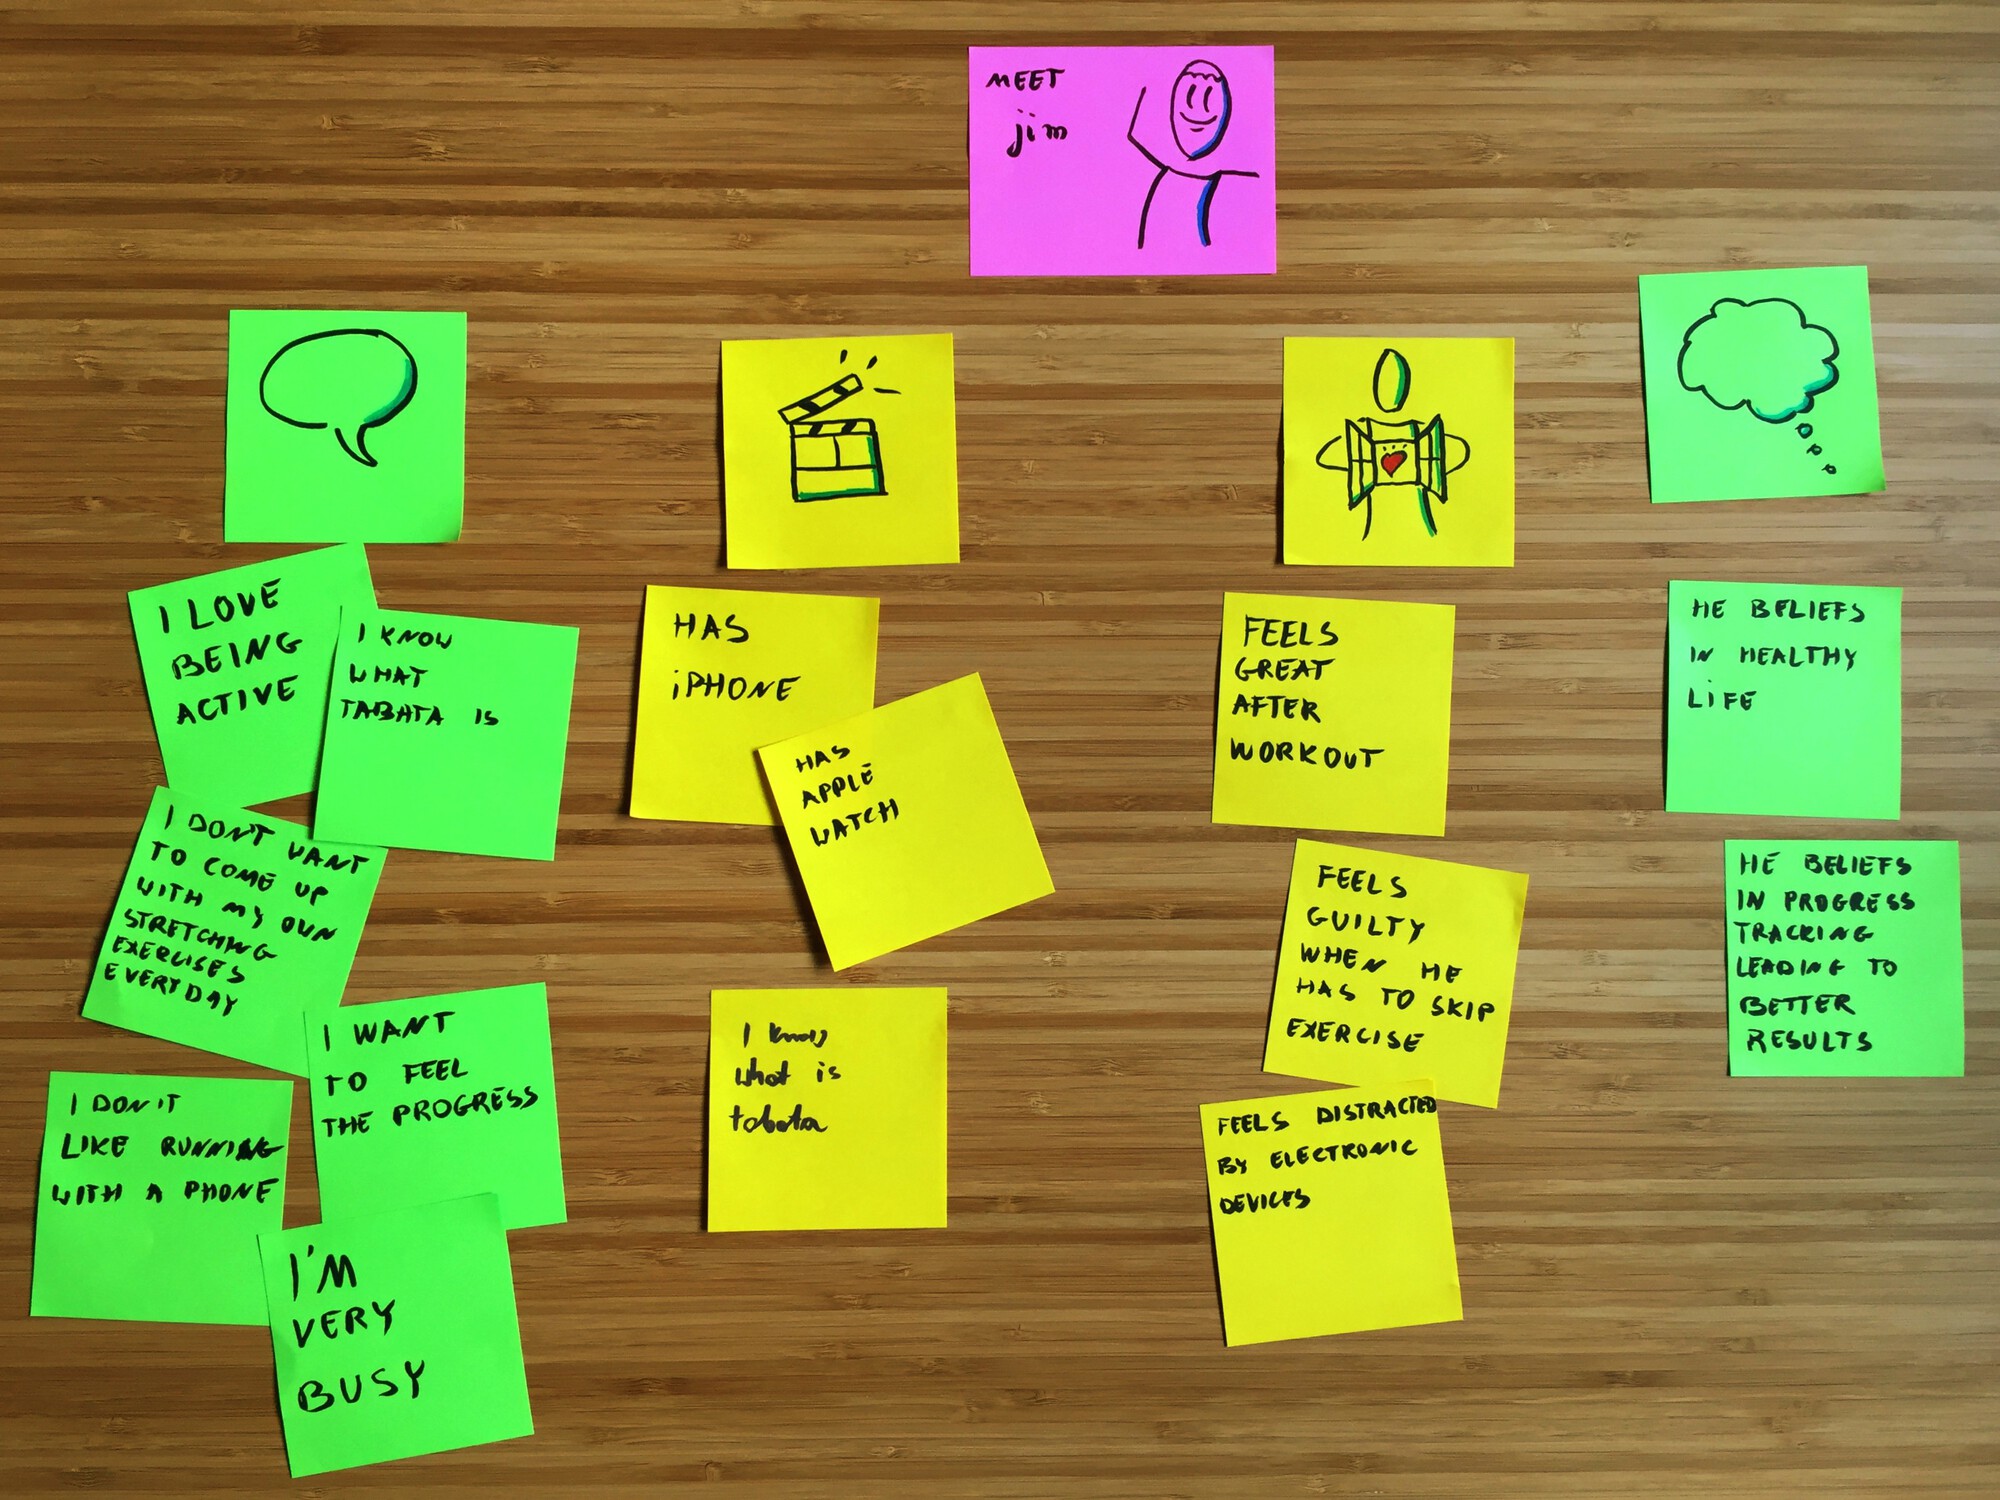 MEET
jim
I LOVE
BEING
ACTIVE
I KNOW
WHAT
TABATA IS
I DON'T WANT
TO COME UP
WITH MY OWN
STRETCHING
EXERCISES
EVERYDAY
I WANT
TO FEEL
THE PROGRESS
I DON'T
LIKE RUNNING
WITH A PHONE
I'M
VERY
BUSY
HAS
iPHONE
HAS
APPLE
WATCH
I know
what is
tabata
FEELS
GREAT
AFTER
WORKOUT
FEELS
GUILTY
WHEN HE
HAS TO SKIP
EXERCISE
FEELS DISTRACTED
BY ELECTRONIC
DEVICES
HE BELIEFS
IN HEALTHY
LIFE
HE BELIEFS
IN PROGRESS
TRACKING
LEADING TO
BETTER
RESULTS